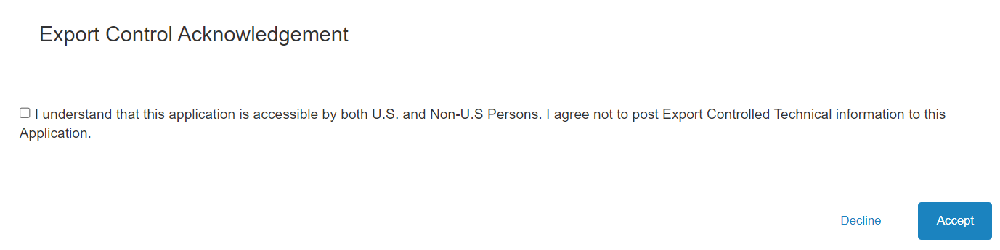 Export Control Acknowledgement
I understand that this application is accessible by both U.S. and Non-U.S Persons. I agree not to post Export Controlled Technical information to this
Application.
Decline
Accept